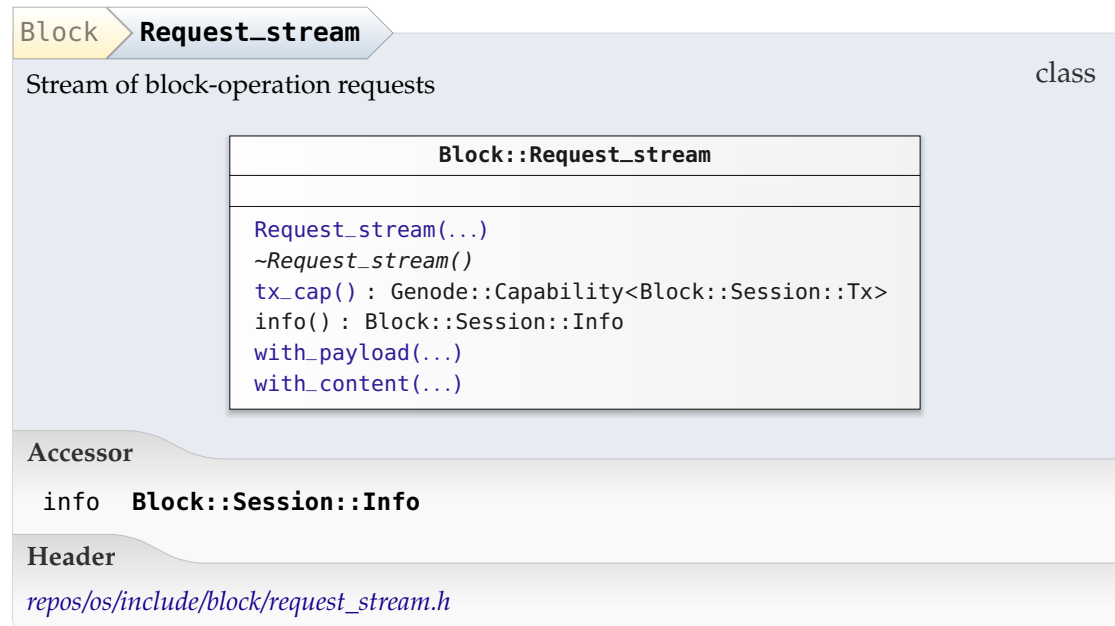 Block Request_stream
class
Stream of block-operation requests
Block::Request_stream
Request_stream(...)
~Request_stream()
tx_cap() : Genode::Capability<Block::Session::Tx>
info() : Block::Session::Info
with_payload(...)
with_content(...)
Accessor
info Block::Session::Info
Header
repos/os/include/block/request_stream.h